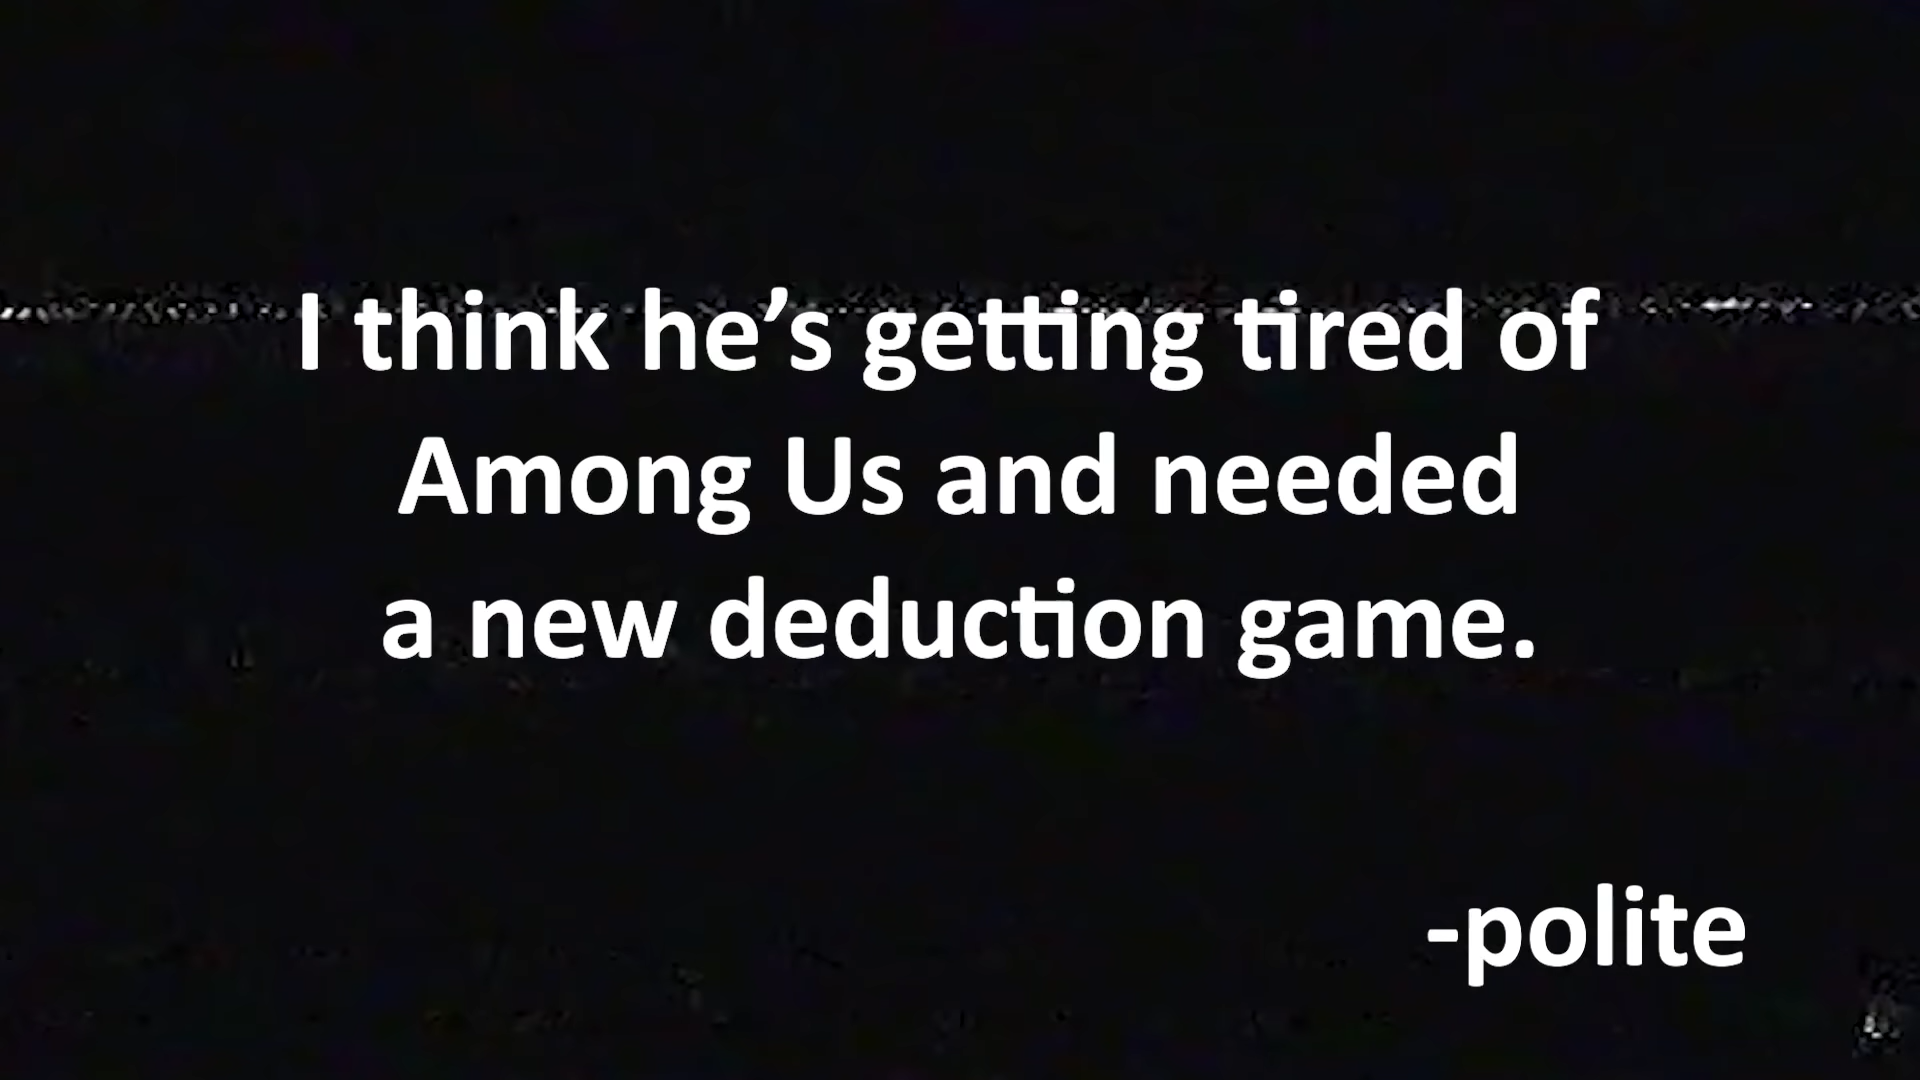 I think he’s getting tired of
Among Us and needed
a new deduction game.
-polite